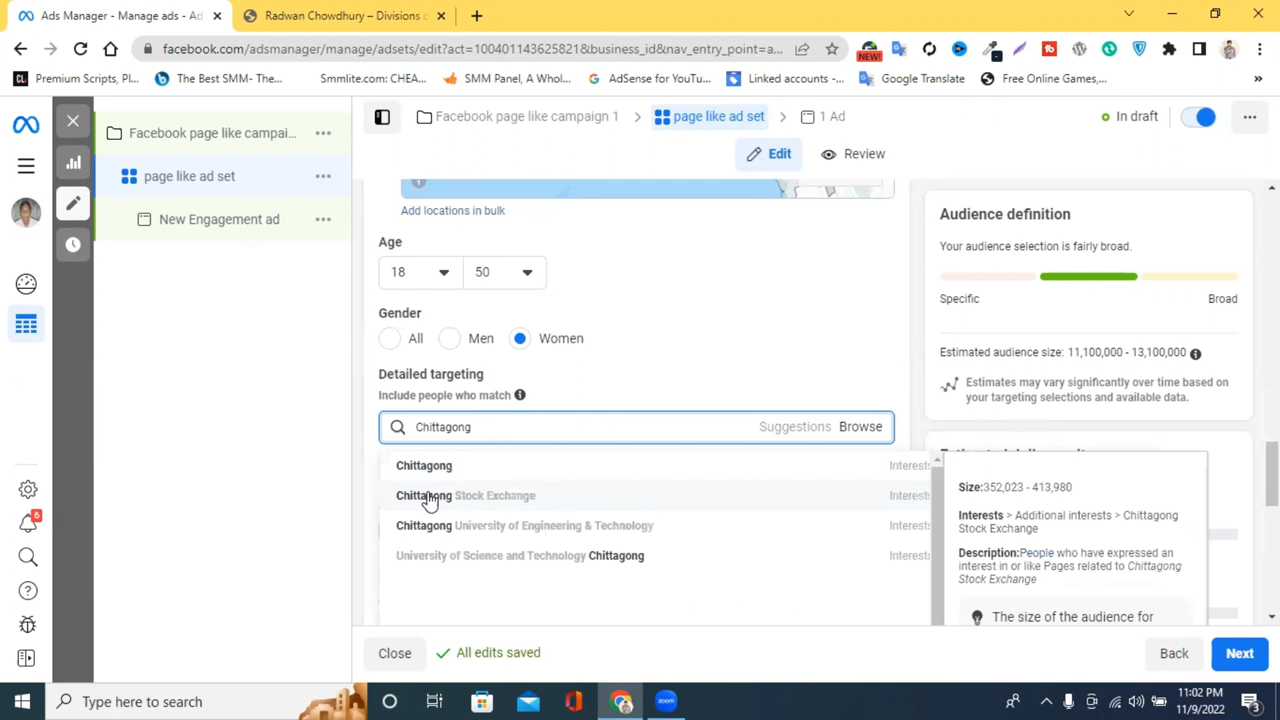 Ads Manager - Manage ads - Ad
Radwan Chowdhury – Divisions o
facebook.com/adsmanager/manage/adsets/edit?act=100401143625821&business_id&nav_entry_point=a...
NEW!
CL Premium Scripts, Pl...
The Best SMM- The...
Smmlite.com: CHEA...
SMM Panel, A Whol...
AdSense for YouTu...
Linked accounts -...
Google Translate
Free Online Games,...
»
Facebook page like campai...
page like ad set
New Engagement ad
6
Facebook page like campaign 1 > page like ad set > 1 Ad
In draft
Edit
Review
Add locations in bulk
Age
18
50
Gender
All
Men
Women
Detailed targeting
Include people who match
Chittagong
Suggestions
Browse
Chittagong
Interests
Chittagong Stock Exchange
Interests
Chittagong University of Engineering & Technology
Interests
University of Science and Technology Chittagong
Interests
Audience definition
Your audience selection is fairly broad.
Specific
Broad
Estimated audience size: 11,100,000 - 13,100,000
Estimates may vary significantly over time based on
your targeting selections and available data.
Size:352,023 - 413,980
Interests > Additional interests > Chittagong
Stock Exchange
Description:People who have expressed an
interest in or like Pages related to Chittagong
Stock Exchange
The size of the audience for
Close
All edits saved
Back
Next
Type here to search
11:02 PM
11/9/2022
3